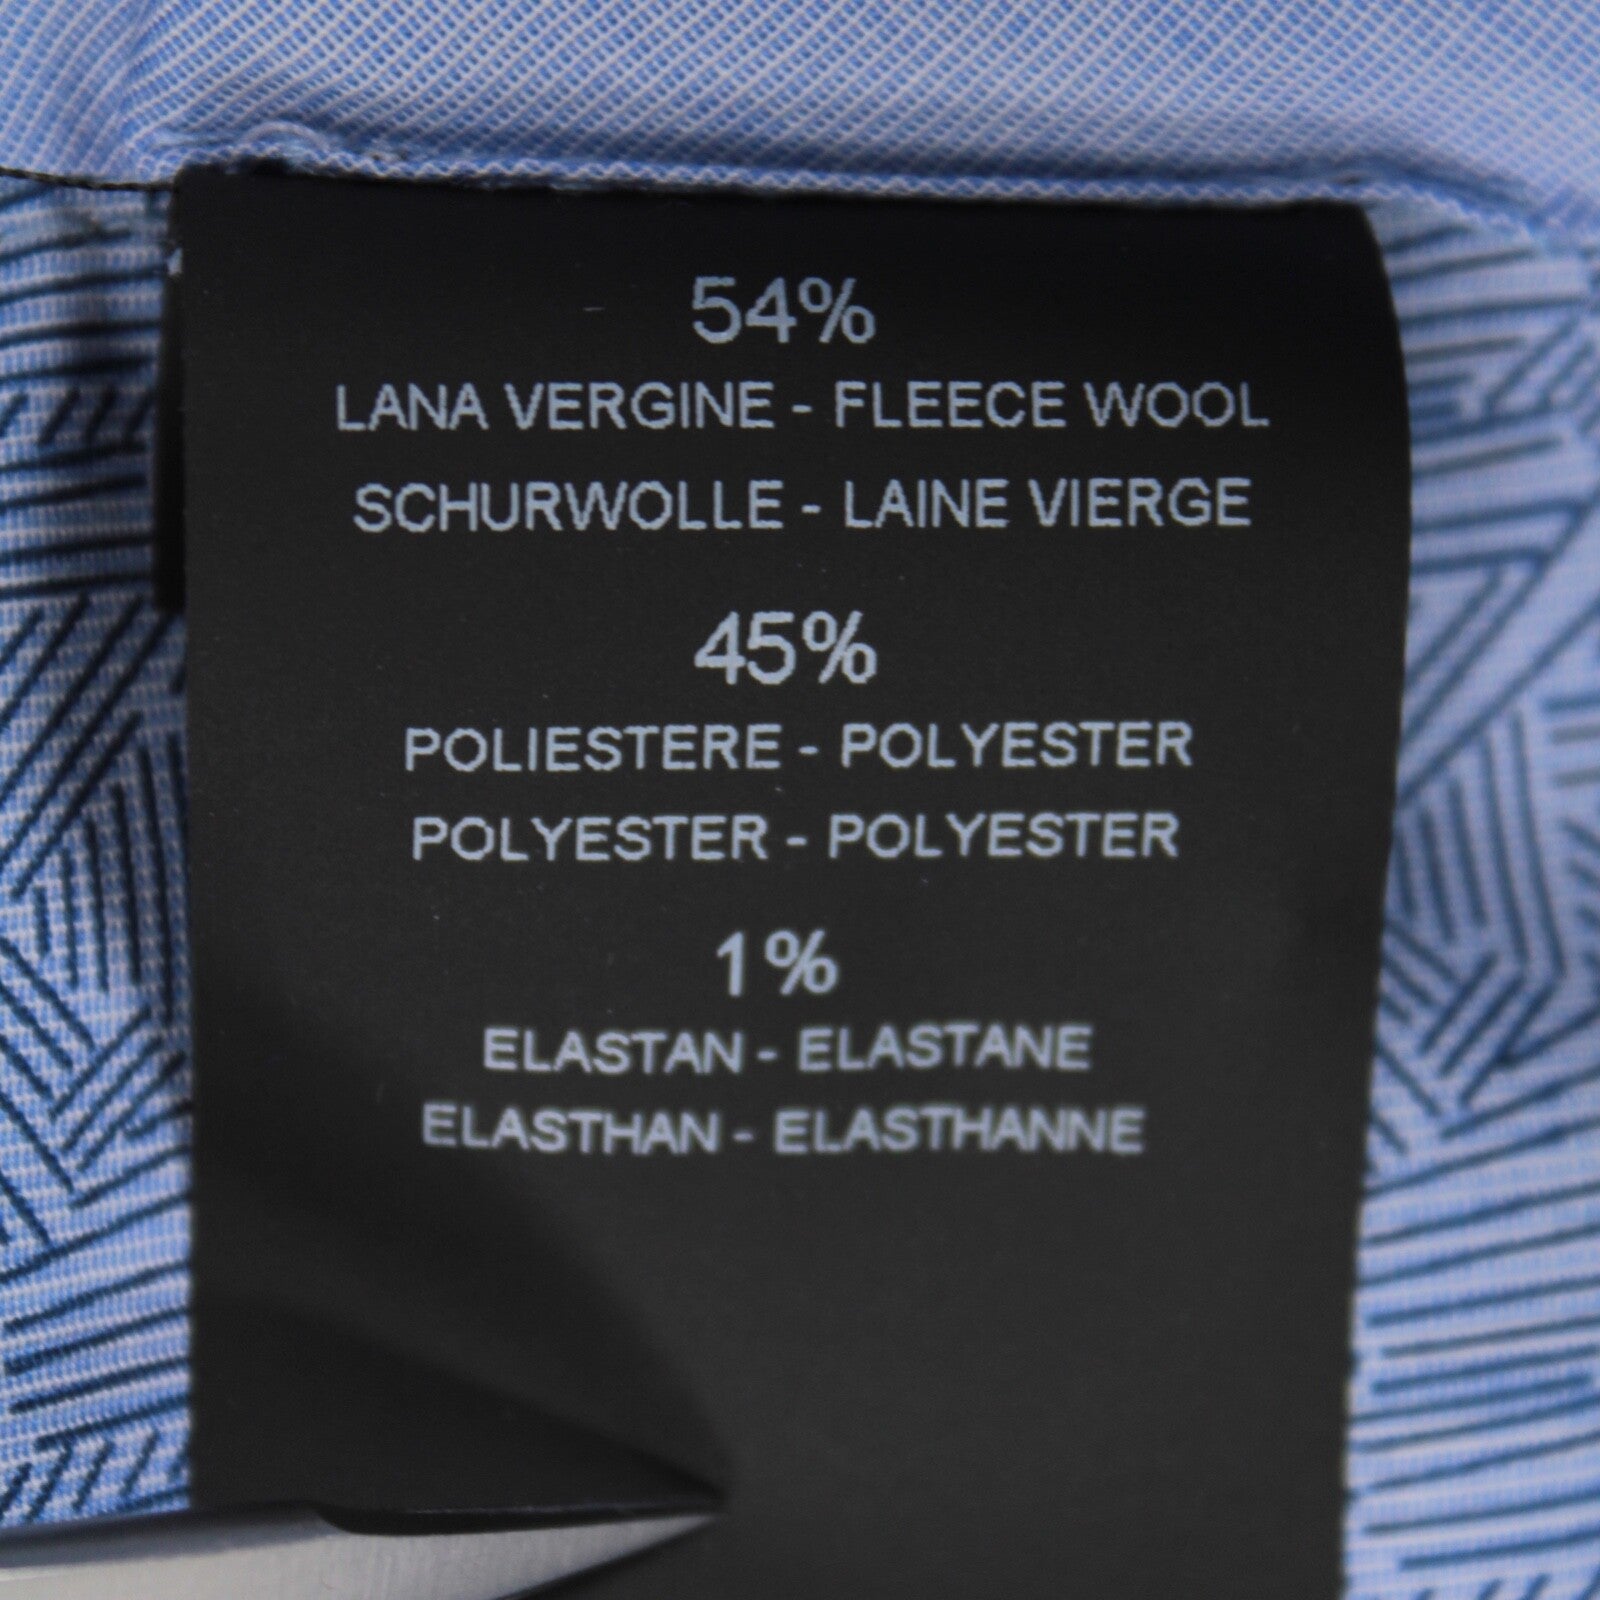 54%
LANA VERGINE - FLEECE WOOL
SCHURWOLLE - LAINE VIERGE
45%
POLIESTERE - POLYESTER
POLYESTER - POLYESTER
1%
ELASTAN - ELASTANE
ELASTHAN - ELASTHANNE